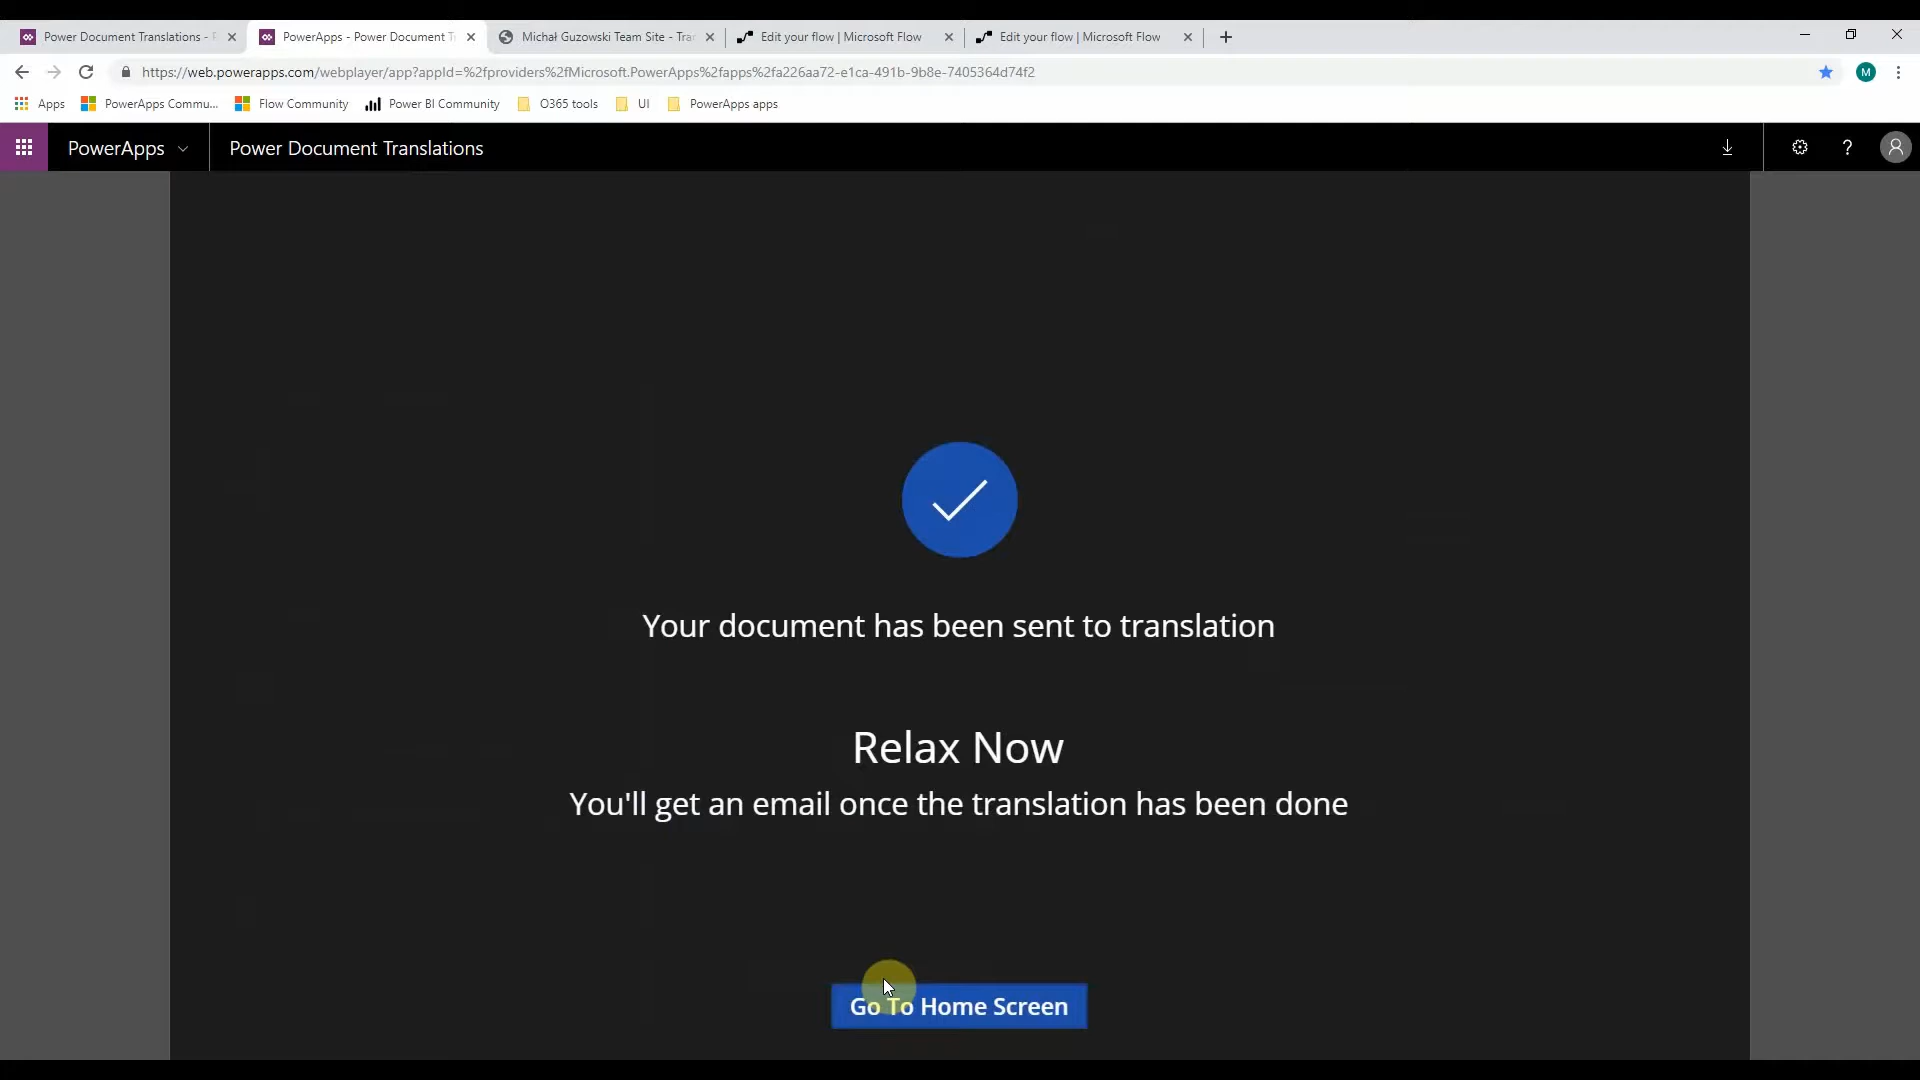 Power Document Translations - P
PowerApps - Power Document T
Michał Guzowski Team Site - Tra
Edit your flow | Microsoft Flow
Edit your flow | Microsoft Flow
https://web.powerapps.com/webplayer/app?appId=%2fproviders%2fMicrosoft.PowerApps%2fapps%2fa226aa72-e1ca-491b-9b8e-7405364d74f2
M
Apps
PowerApps Commu...
Flow Community
Power BI Community
O365 tools
UI
PowerApps apps
PowerApps
Power Document Translations
?
Your document has been sent to translation
Relax Now
You'll get an email once the translation has been done
Go To Home Screen